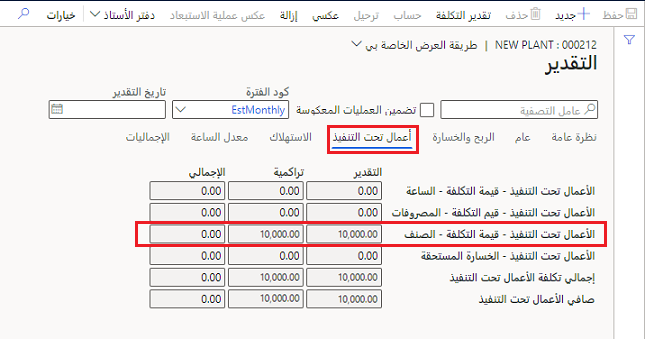 حفظ جديد حذف تقدير التكلفة حساب ترحيل عكسي إزالة عكس عملية الاستبعاد دفتر الأستاذ خيارات
NEW PLANT : 000212 | طريقة العرض الخاصة بي
التقدير
كود الفترة تاريخ التقدير
عامل التصفية تضمين العمليات المعكوسة EstMonthly
نظرة عامة عام الربح والخسارة أعمال تحت التنفيذ الاستهلاك معدل الساعة الإجماليات
التقدير تراكمية الإجمالي
الأعمال تحت التنفيذ - قيمة التكلفة - الساعة 0.00 0.00 0.00
الأعمال تحت التنفيذ - قيم التكلفة - المصروفات 0.00 0.00 0.00
الأعمال تحت التنفيذ - قيمة التكلفة - الصنف 10,000.00 10,000.00 0.00
الأعمال تحت التنفيذ - الخسارة المستحقة 0.00 0.00 0.00
إجمالي تكلفة الأعمال تحت التنفيذ 10,000.00 10,000.00 0.00
صافي الأعمال تحت التنفيذ 10,000.00 10,000.00 0.00